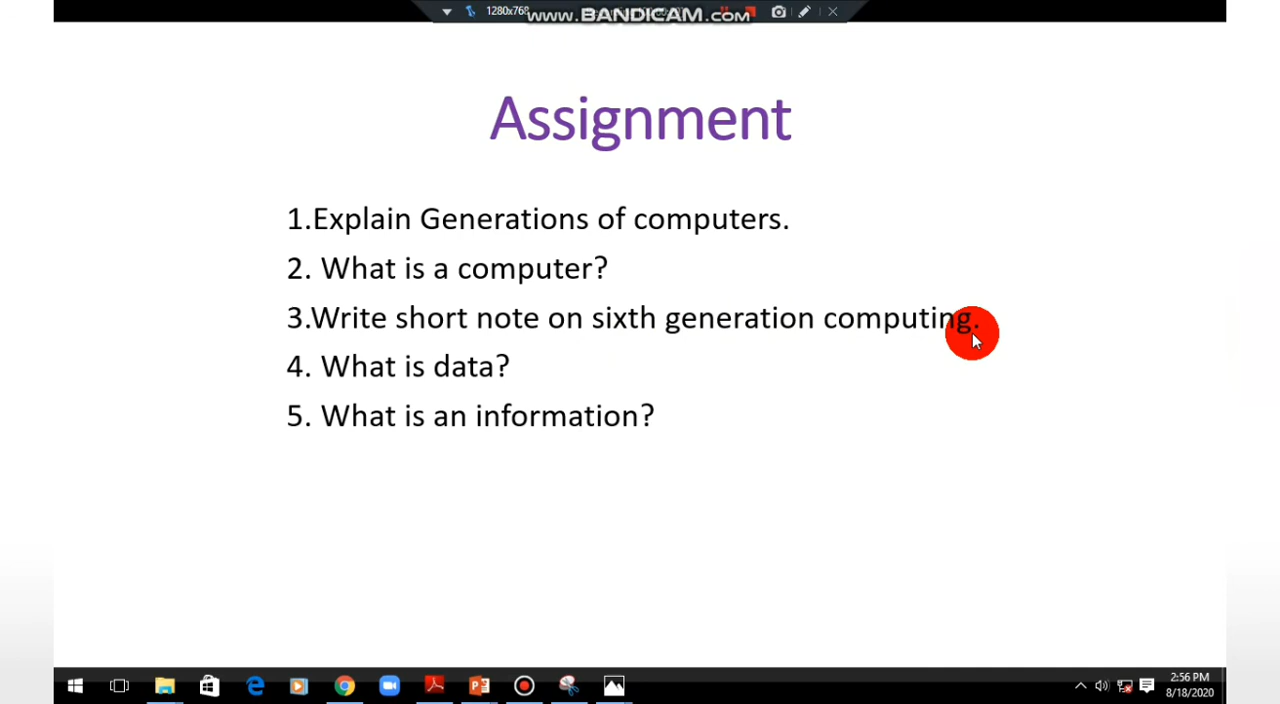 1280x768
www.BANDICAM.com
Assignment
1.Explain Generations of computers.
2. What is a computer?
3.Write short note on sixth generation computing.
4. What is data?
5. What is an information?
2:56 PM
8/18/2020